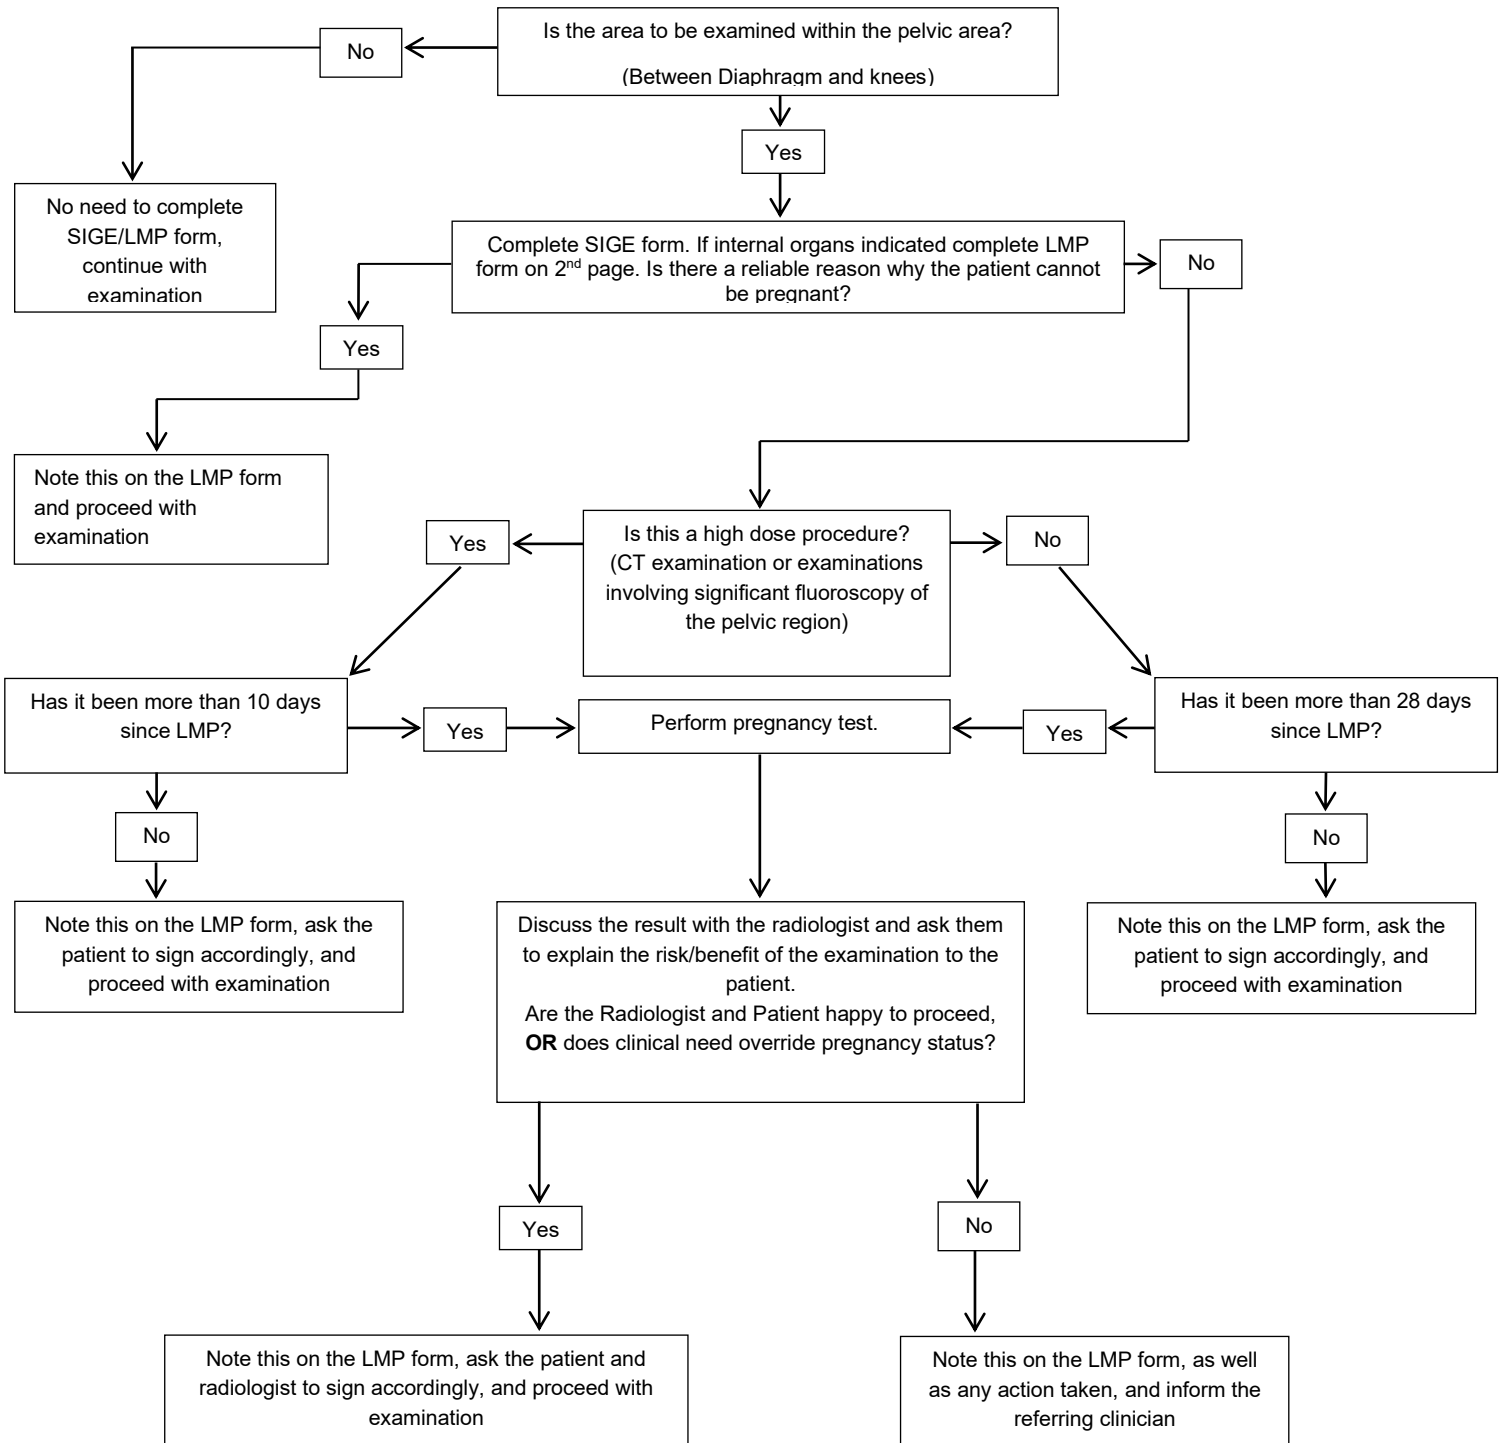 Is the area to be examined within the pelvic area?
(Between Diaphragm and knees)
No
Yes
No need to complete
SIGE/LMP form,
continue with
examination
Complete SIGE form. If internal organs indicated complete LMP
form on 2nd page. Is there a reliable reason why the patient cannot
be pregnant?
No
Yes
Note this on the LMP form
and proceed with
examination
Is this a high dose procedure?
(CT examination or examinations
involving significant fluoroscopy of
the pelvic region)
Yes
No
Has it been more than 10 days
since LMP?
Yes
Perform pregnancy test.
Yes
Has it been more than 28 days
since LMP?
No
No
Note this on the LMP form, ask the
patient to sign accordingly, and
proceed with examination
Discuss the result with the radiologist and ask them
to explain the risk/benefit of the examination to the
patient.
Are the Radiologist and Patient happy to proceed,
OR does clinical need override pregnancy status?
Note this on the LMP form, ask the
patient to sign accordingly, and
proceed with examination
Yes
No
Note this on the LMP form, ask the patient and
radiologist to sign accordingly, and proceed with
examination
Note this on the LMP form, as well
as any action taken, and inform the
referring clinician